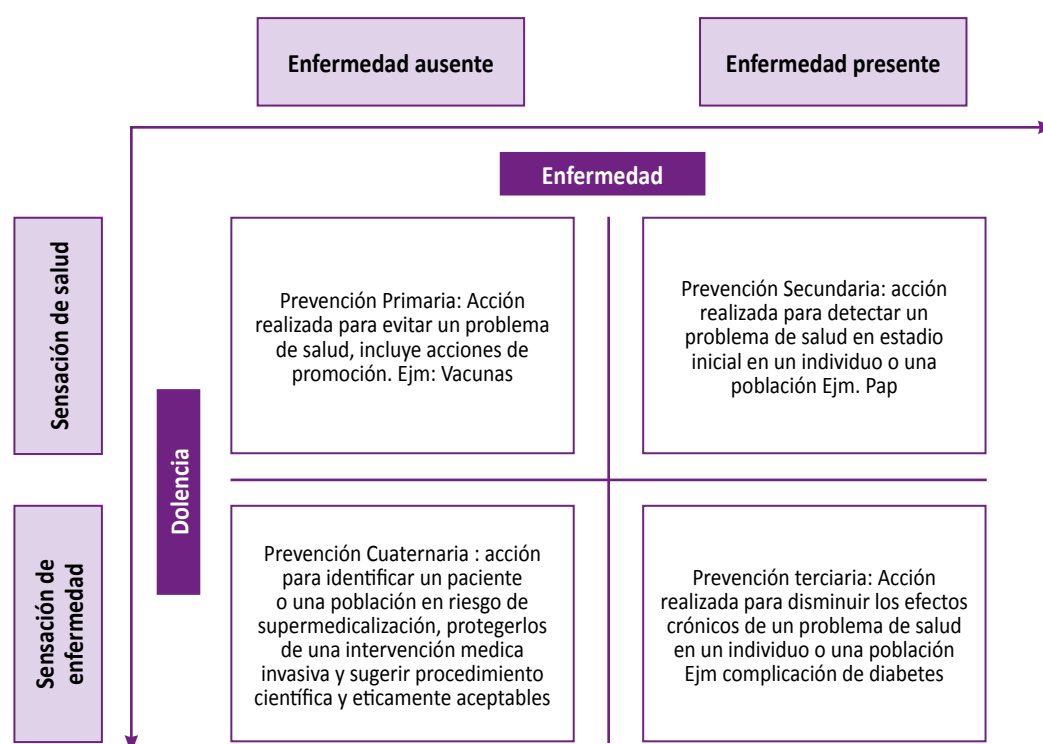 Enfermedad ausente
Enfermedad presente
Enfermedad
Sensación de salud
Prevención Primaria: Acción
realizada para evitar un problema
de salud, incluye acciones de
promoción. Ejm: Vacunas
Prevención Secundaria: acción
realizada para detectar un
problema de salud en estadio
inicial en un individuo o una
población Ejm. Pap
Dolencia
Sensación de
enfermedad
Prevención Cuaternaria : acción
para identificar un paciente
o una población en riesgo de
supermedicalización, protegerlos
de una intervención medica
invasiva y sugerir procedimiento
científica y eticamente aceptables
Prevención terciaria: Acción
realizada para disminuir los efectos
crónicos de un problema de salud
en un individuo o una población
Ejm complicación de diabetes